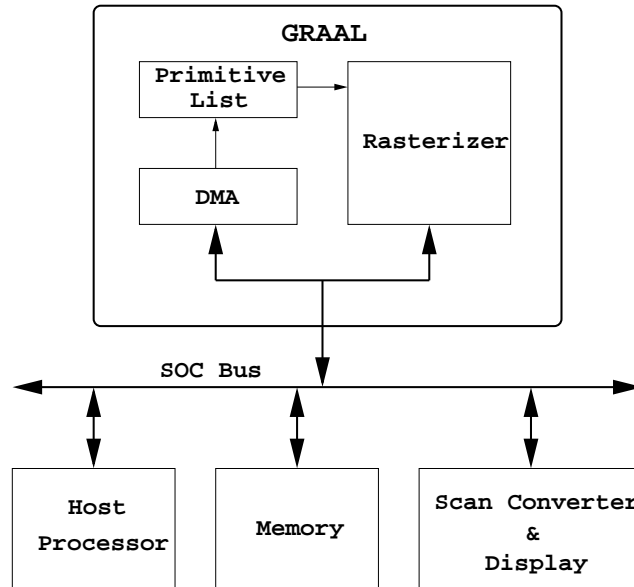 GRAAL
Primitive
List
Rasterizer
DMA
SOC Bus
Host
Processor
Memory
Scan Converter
&
Display